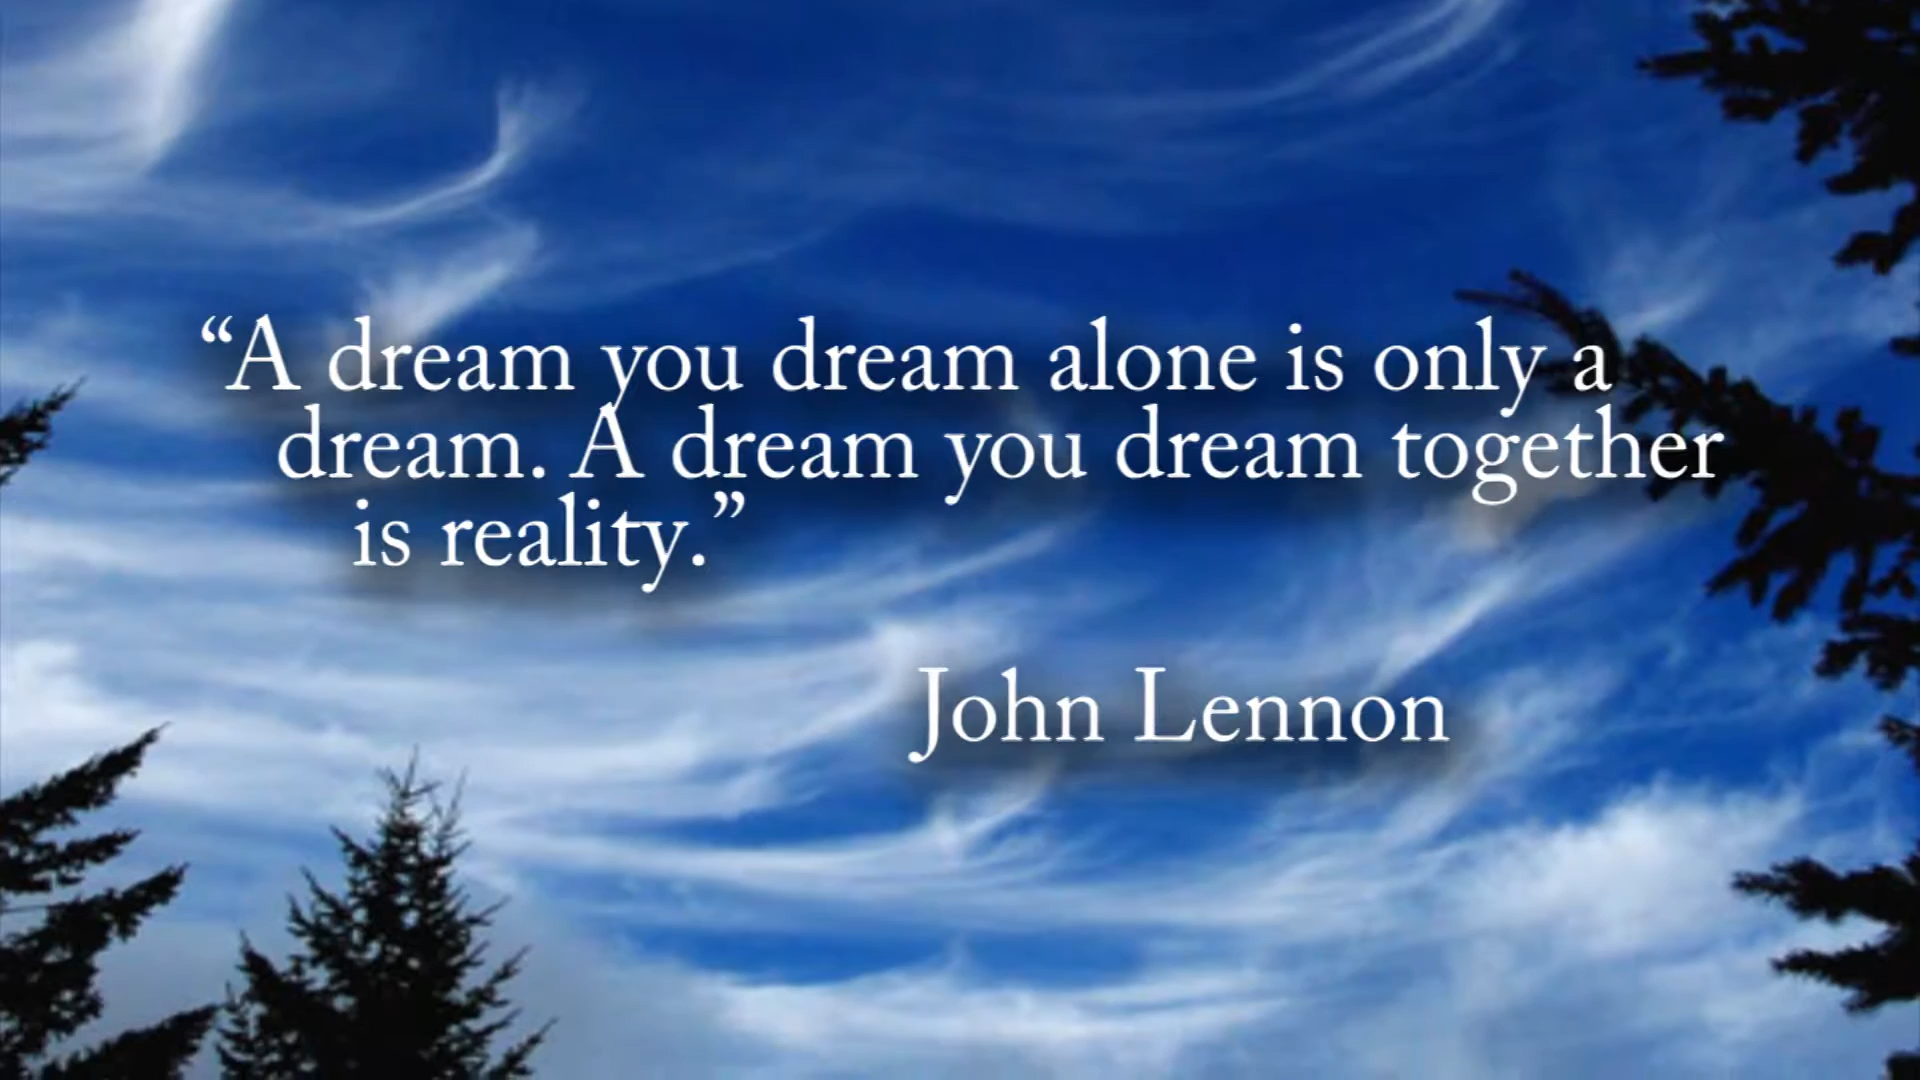 “A dream you dream alone is only a
dream. A dream you dream together
is reality.”
John Lennon